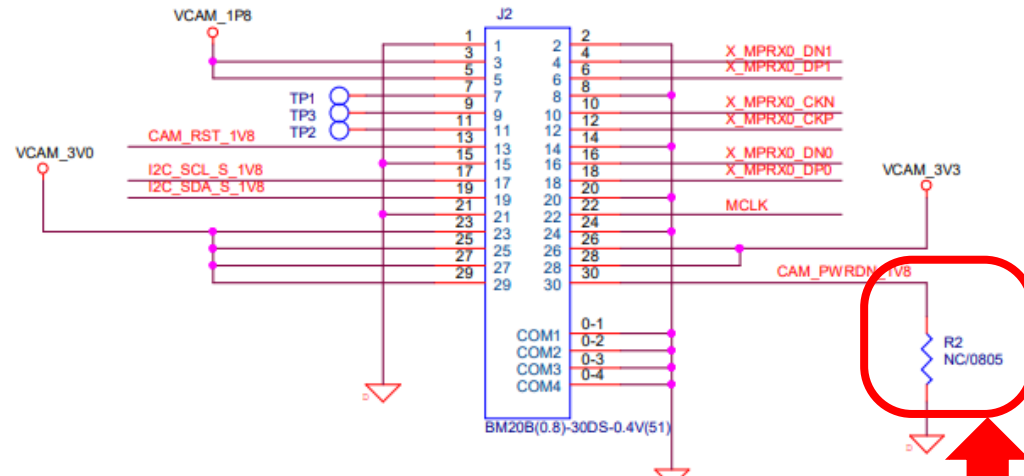 VCAM_1P8
J2
1 1 2 2
3 3 4 4 X_MPRX0_DN1
5 5 6 6 X_MPRX0_DP1
TP1 7 7 8 8
TP3 9 9 10 10 X_MPRX0_CKN
TP2 11 11 12 12 X_MPRX0_CKP
CAM_RST_1V8 13 13 14 14
VCAM_3V0 15 15 16 16 X_MPRX0_DN0
I2C_SCL_S_1V8 17 17 18 18 X_MPRX0_DP0 VCAM_3V3
I2C_SDA_S_1V8 19 19 20 20
21 21 22 22 MCLK
23 23 24 24
25 25 26 26
27 27 28 28
29 29 30 30 CAM_PWRDN_1V8
COM1 0-1
COM2 0-2
COM3 0-3
COM4 0-4
R2
NC/0805
BM20B(0.8)-30DS-0.4V(51)